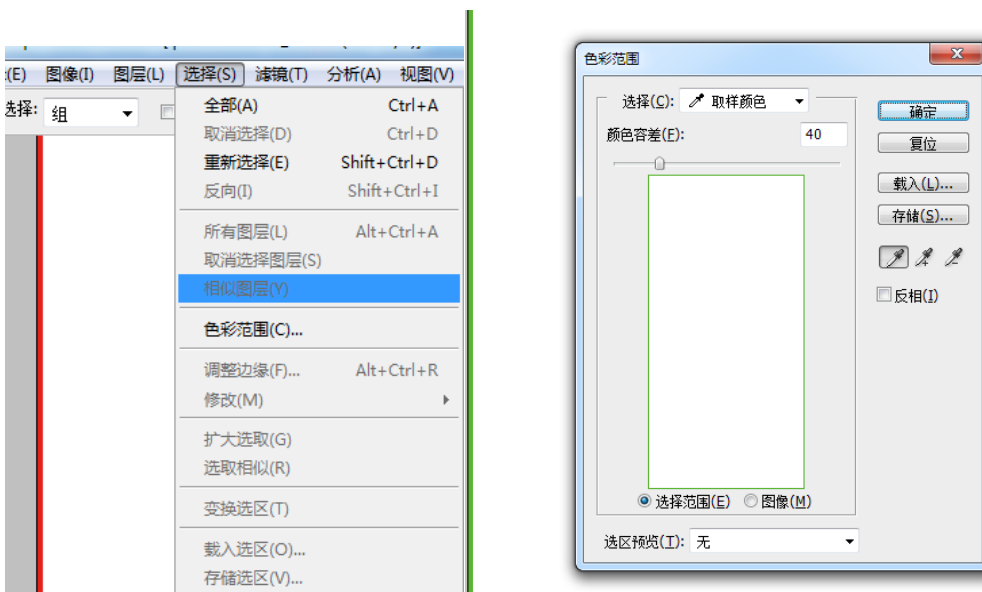 (E) 图像(I) 图层(L) 选择(S) 滤镜(T) 分析(A) 视图(V)
选择: 组
全部(A) Ctrl+A
取消选择(D) Ctrl+D
重新选择(E) Shift+Ctrl+D
反向(I) Shift+Ctrl+I
所有图层(L) Alt+Ctrl+A
取消选择图层(S)
相似图层(Y)
色彩范围(C)...
调整边缘(F)... Alt+Ctrl+R
修改(M)
扩大选取(G)
选取相似(R)
变换选区(T)
载入选区(O)...
存储选区(V)...
色彩范围
选择(C): 取样颜色
颜色容差(F): 40
选择范围(E) 图像(M)
选区预览(T): 无
确定
复位
载入(L)...
存储(S)...
反相(I)